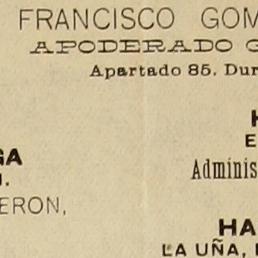 FRANCISCO GOM
APODERADO G
Apartado 85. Dur
GA
ERON,
H
E
Adminis
HA
LA UÑA,